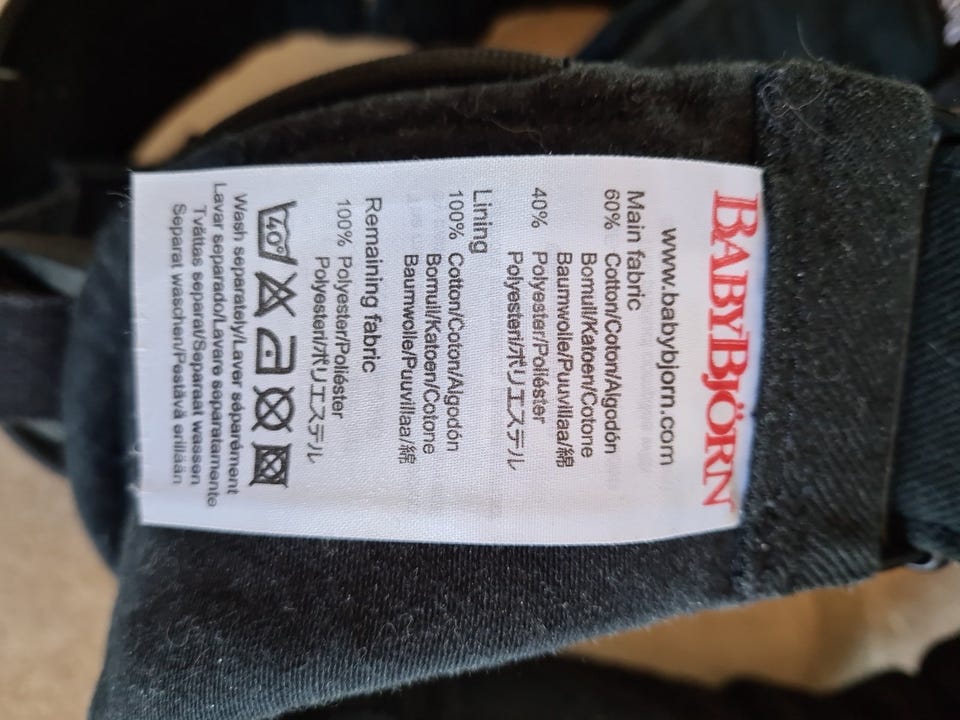 BABYBJÖRN
www.babybjorn.com
Main fabric
60% Cotton/Coton/Algodón
Bomull/Katoen/Cotone
Baumwolle/Puuvillaa/綿
40% Polyester/Poliéster
Polyesteri/ポリエステル
Lining
100% Cotton/Coton/Algodón
Bomull/Katoen/Cotone
Baumwolle/Puuvillaa/綿
Remaining fabric
100% Polyester/Poliéster
Polyesteri/ポリエステル
40°
Wash separately/Laver séparément
Lavar separado/Lavare separatamente
Tvättas separat/Separaat wassen
Separat waschen/Pestävä erillään